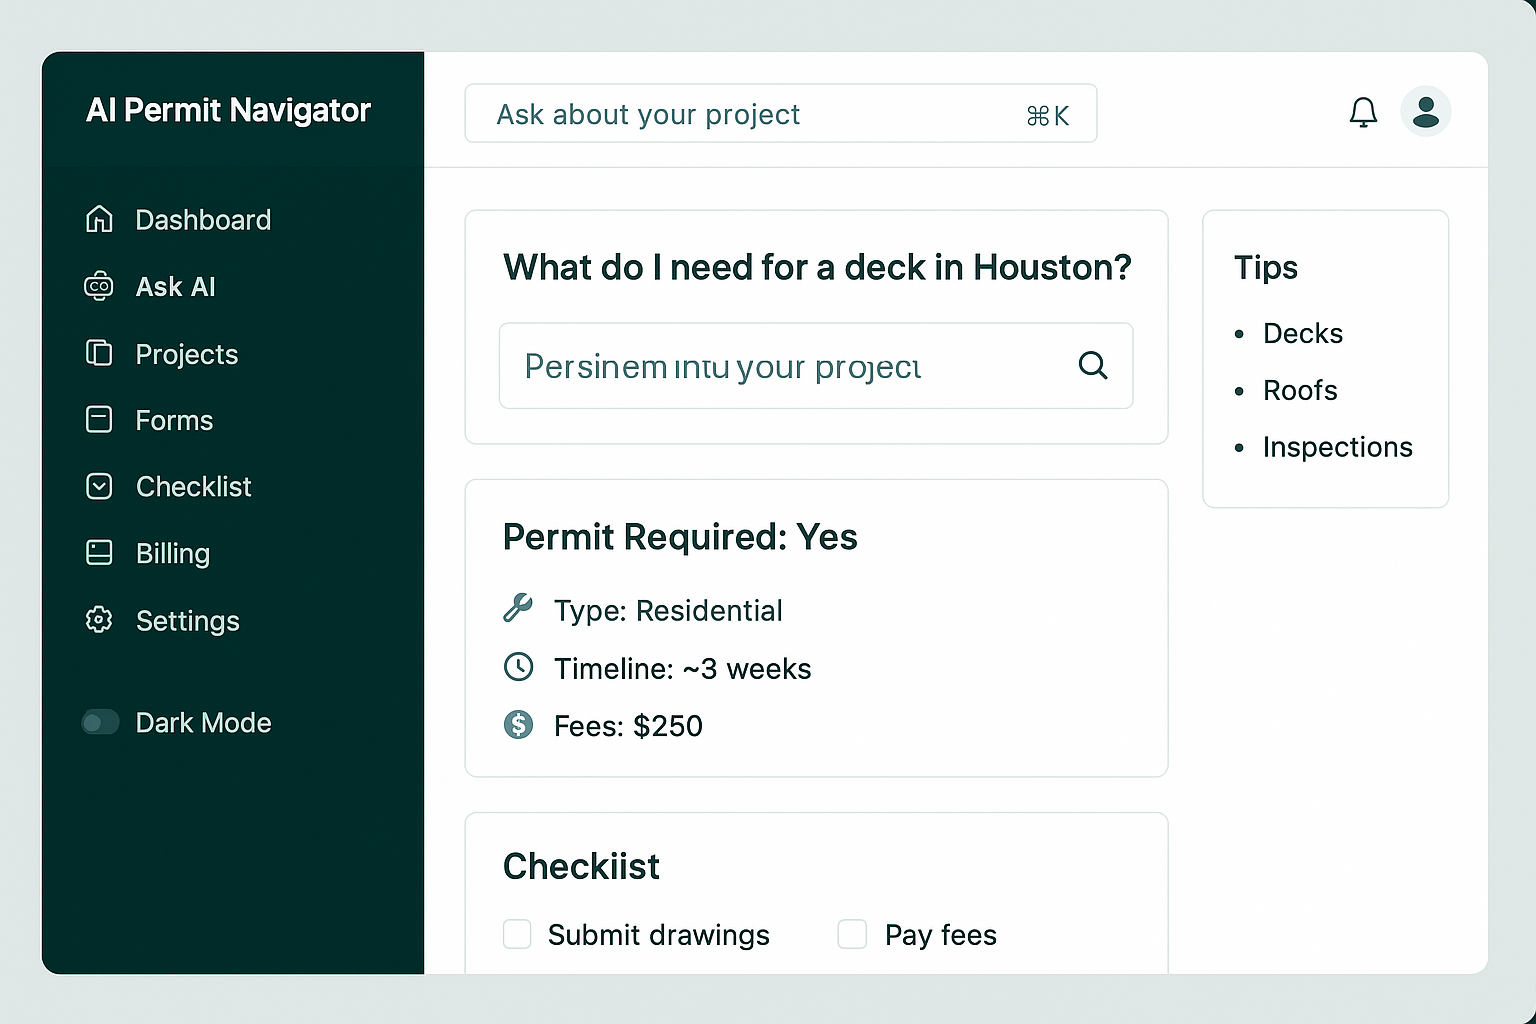 AI Permit Navigator
Dashboard
Ask AI
Projects
Forms
Checklist
Billing
Settings
Dark Mode
Ask about your project ⌘K
What do I need for a deck in Houston?
Persinem intu your project
Permit Required: Yes
Type: Residential
Timeline: ~3 weeks
Fees: $250
Checkiist
Submit drawings
Pay fees
Tips
• Decks
• Roofs
• Inspections